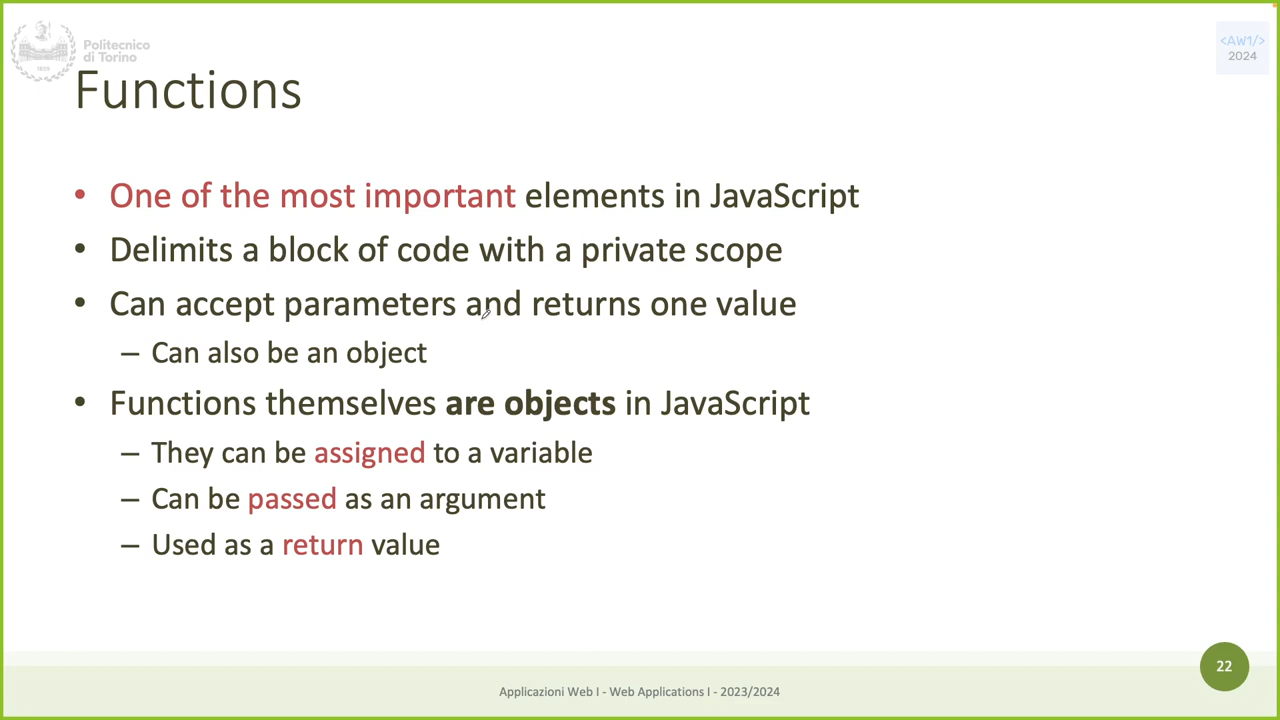 Politecnico
di Torino
1859
<AW1/>
2024
Functions
• One of the most important elements in JavaScript
• Delimits a block of code with a private scope
• Can accept parameters and returns one value
– Can also be an object
• Functions themselves are objects in JavaScript
– They can be assigned to a variable
– Can be passed as an argument
– Used as a return value
22
Applicazioni Web I - Web Applications I - 2023/2024